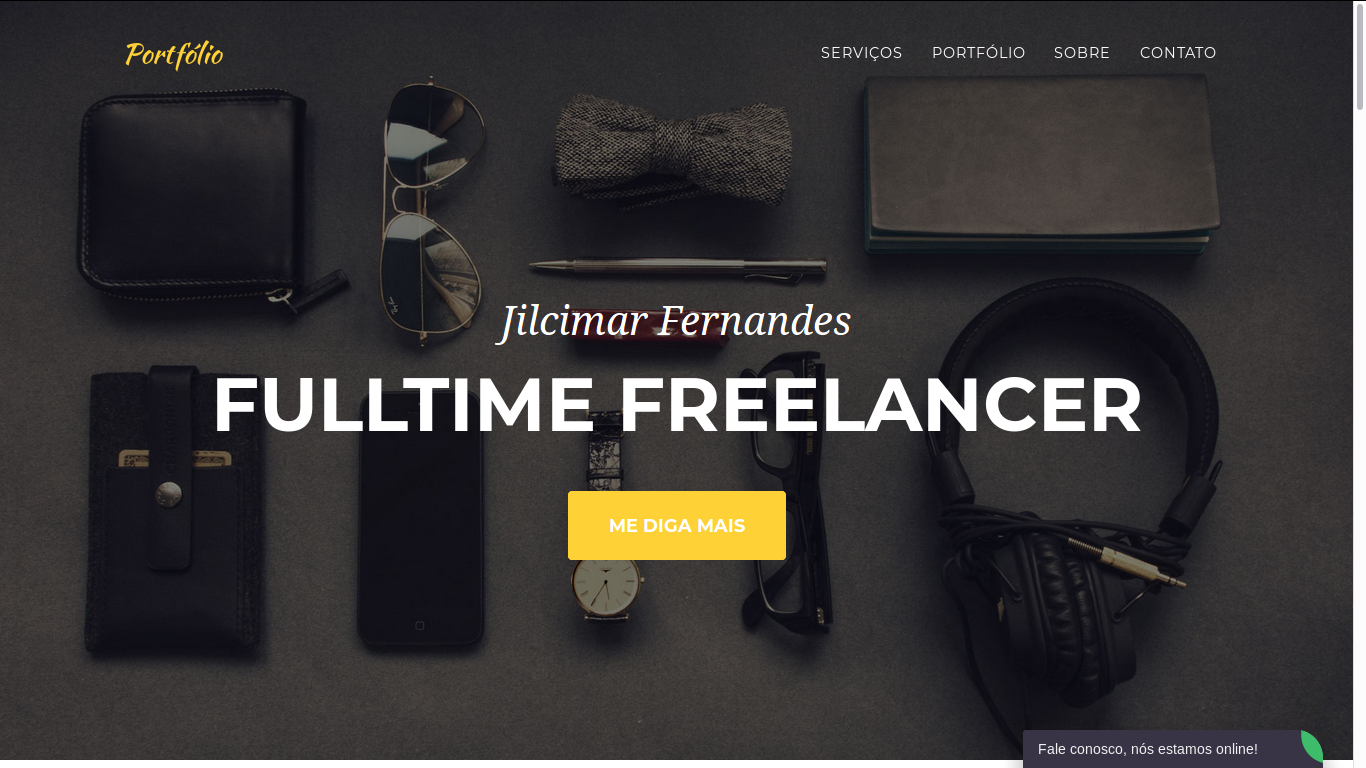 Portfólio
SERVIÇOS PORTFÓLIO SOBRE CONTATO
Jilcimar Fernandes
FULLTIME FREELANCER
ME DIGA MAIS
Fale conosco, nós estamos online!